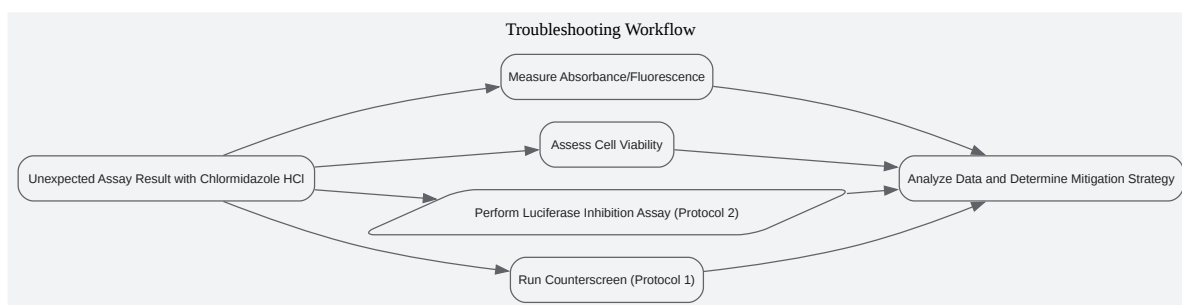 Troubleshooting Workflow
Measure Absorbance/Fluorescence
Assess Cell Viability
Unexpected Assay Result with Chlormidazole HCl
Analyze Data and Determine Mitigation Strategy
Perform Luciferase Inhibition Assay (Protocol 2)
Run Counterscreen (Protocol 1)